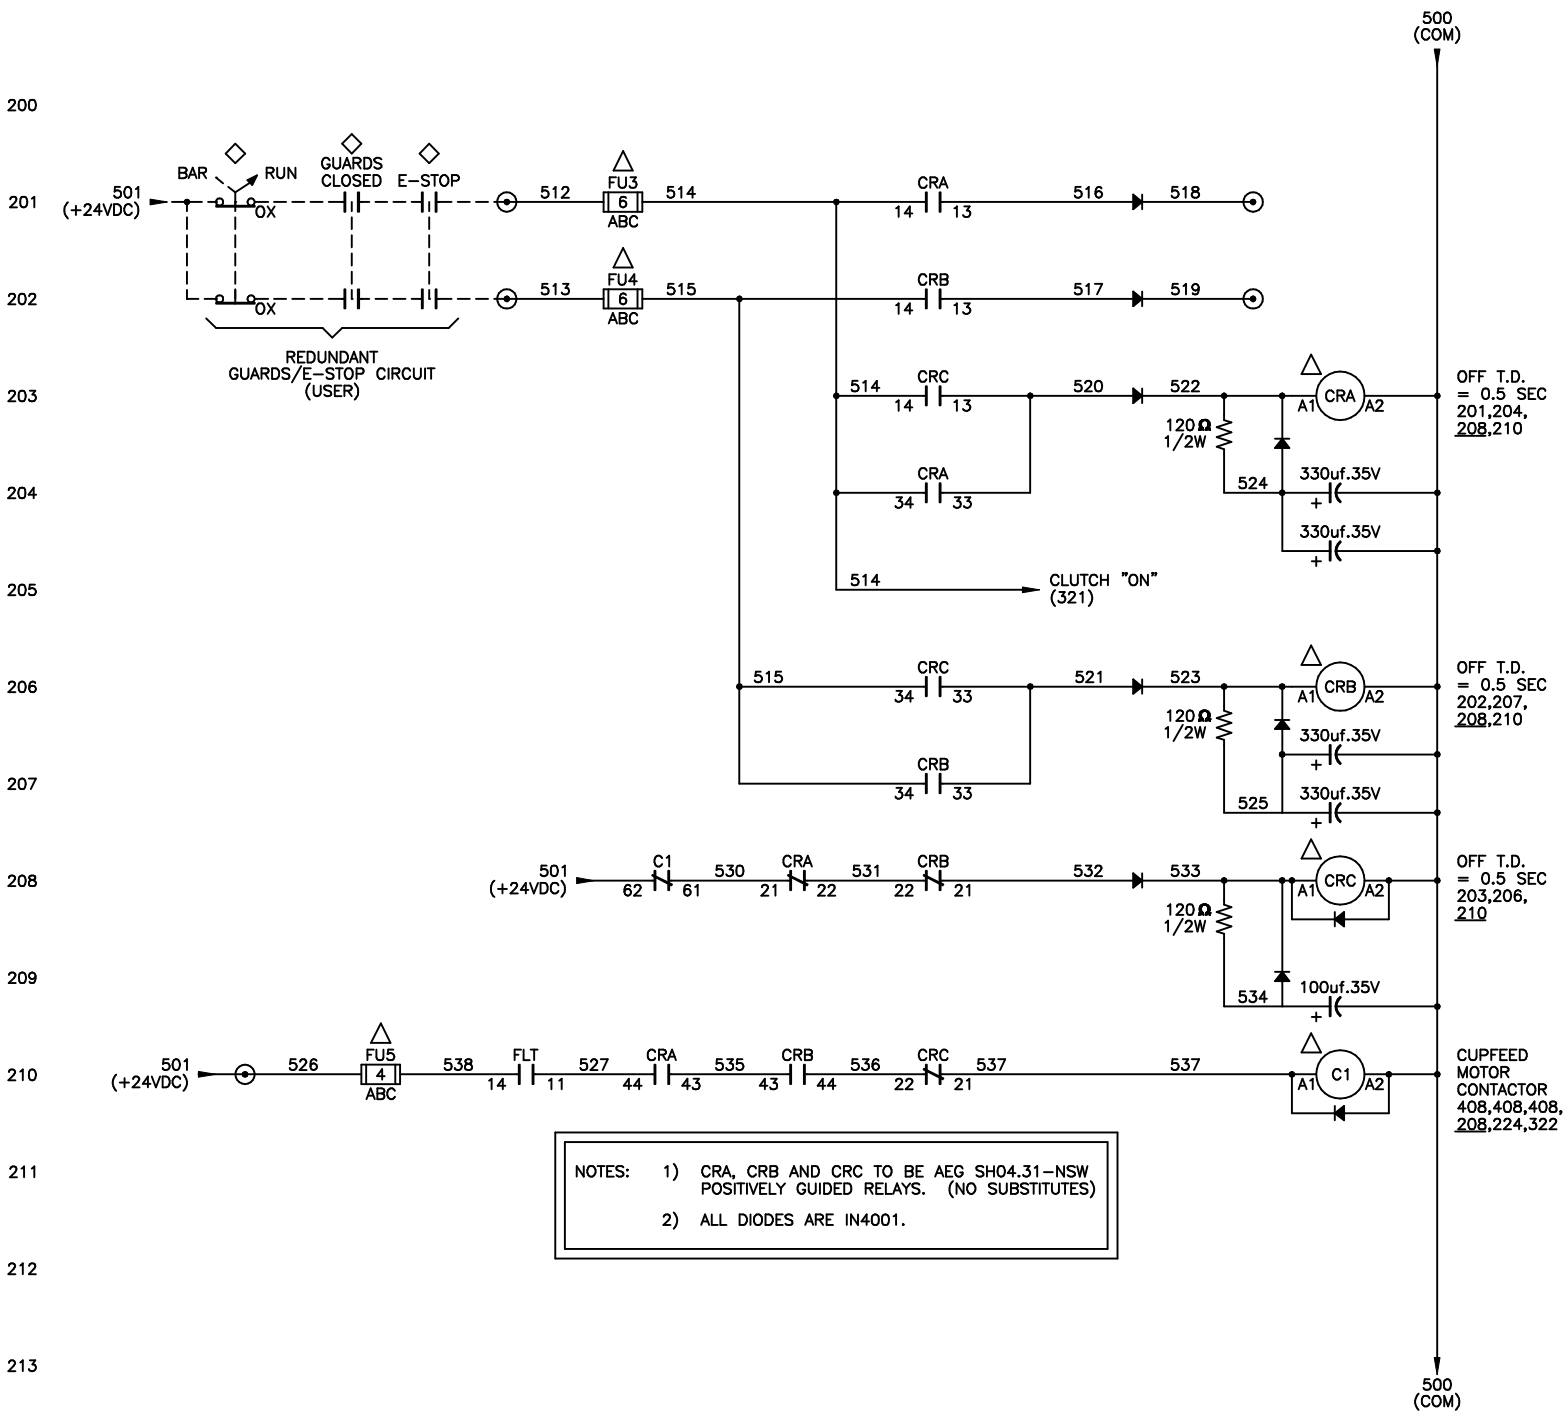 500
(COM)
200
BAR
RUN
GUARDS
CLOSED
E-STOP
201
501
(+24VDC)
OX
512
FU3
6
ABC
514
CRA
14
13
516
518
202
OX
513
FU4
6
ABC
515
CRB
14
13
517
519
REDUNDANT
GUARDS/E-STOP CIRCUIT
(USER)
203
514
CRC
14
13
520
522
120Ω
1/2W
A1
CRA
A2
OFF T.D.
= 0.5 SEC
201,204,
208,210
204
CRA
34
33
524
330uf.35V
+
330uf.35V
+
205
514
CLUTCH "ON"
(321)
206
515
CRC
34
33
521
523
120Ω
1/2W
A1
CRB
A2
OFF T.D.
= 0.5 SEC
202,207,
208,210
330uf.35V
+
207
CRB
34
33
525
330uf.35V
+
208
501
(+24VDC)
C1
62
61
530
CRA
21
22
531
CRB
22
21
532
533
120Ω
1/2W
A1
CRC
A2
OFF T.D.
= 0.5 SEC
203,206,
210
209
534
100uf.35V
+
210
501
(+24VDC)
526
FU5
4
ABC
538
FLT
14
11
527
CRA
44
43
535
CRB
43
44
536
CRC
22
21
537
537
A1
C1
A2
CUPFEED
MOTOR
CONTACTOR
408,408,408,
208,224,322
211
NOTES: 1) CRA, CRB AND CRC TO BE AEG SH04.31-NSW
POSITIVELY GUIDED RELAYS. (NO SUBSTITUTES)
2) ALL DIODES ARE IN4001.
212
213
500
(COM)